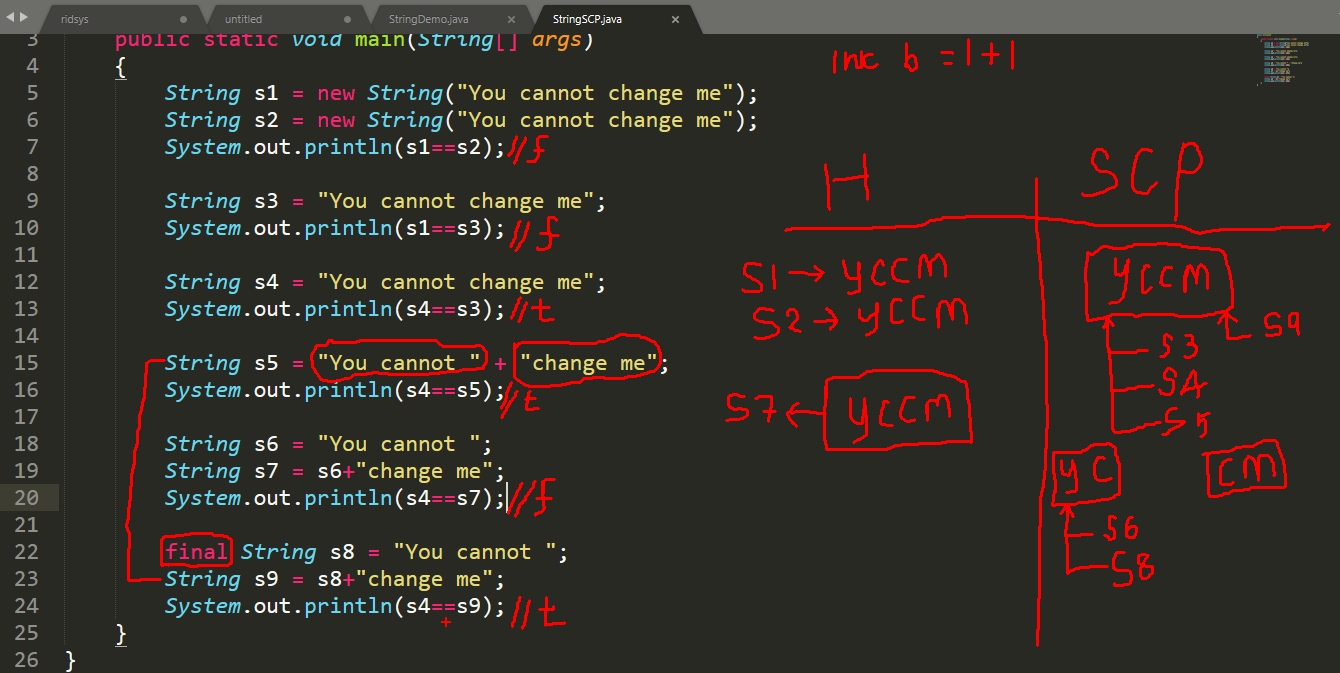 ridsys untitled StringDemo.java StringSCP.java
3 public static void main(String[] args)
4 {
5 String s1 = new String("You cannot change me");
6 String s2 = new String("You cannot change me");
7 System.out.println(s1==s2); //f
8
9 String s3 = "You cannot change me";
10 System.out.println(s1==s3); //f
11
12 String s4 = "You cannot change me";
13 System.out.println(s4==s3); //t
14
15 String s5 = "You cannot " + "change me";
16 System.out.println(s4==s5); //t
17
18 String s6 = "You cannot ";
19 String s7 = s6+"change me";
20 System.out.println(s4==s7); //f
21
22 final String s8 = "You cannot ";
23 String s9 = s8+"change me";
24 System.out.println(s4==s9); //t
25 }
26 }
int b = 1 + 1
H SCP
S1 → YCCM
S2 → YCCM
S7 ← YCCM
YCCM
S9
S3
S4
S5
YC CM
S6
S8